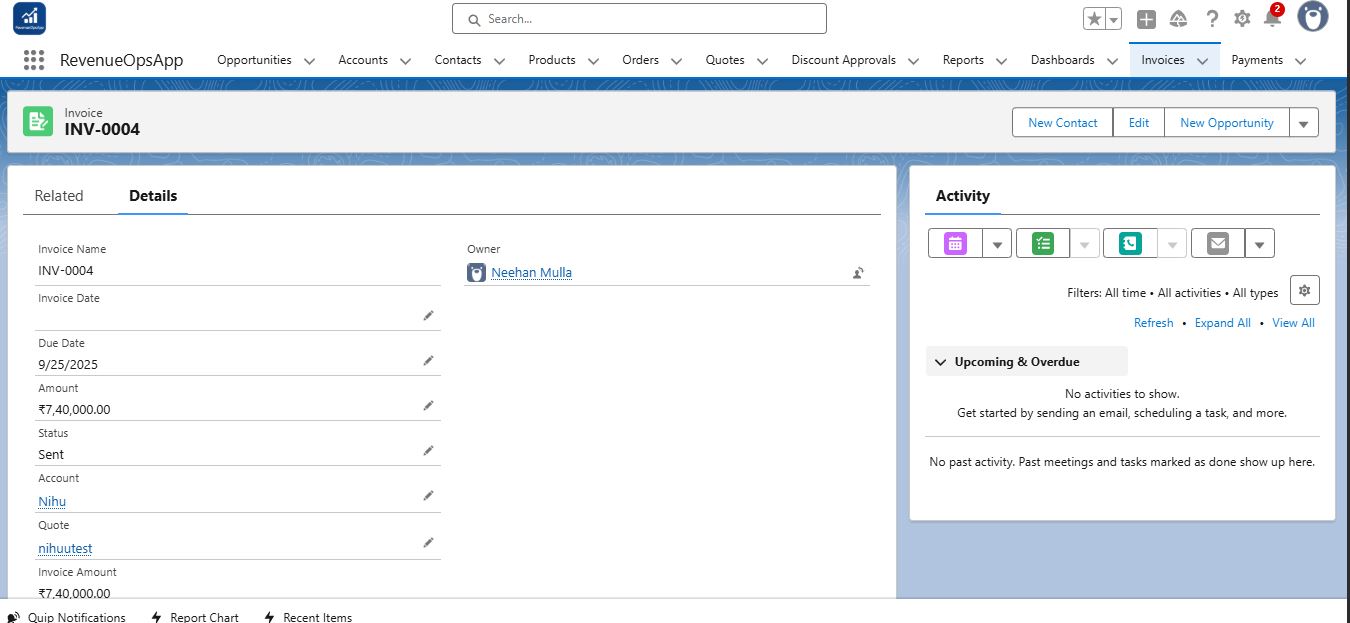 RevenueOpsApp
Search...
2
RevenueOpsApp
Opportunities
Accounts
Contacts
Products
Orders
Quotes
Discount Approvals
Reports
Dashboards
Invoices
Payments
Invoice
INV-0004
New Contact
Edit
New Opportunity
Related
Details
Invoice Name
INV-0004
Invoice Date
Due Date
9/25/2025
Amount
₹7,40,000.00
Status
Sent
Account
Nihu
Quote
nihuutest
Invoice Amount
₹7,40,000.00
Owner
Neehan Mulla
Activity
Filters: All time • All activities • All types
Refresh • Expand All • View All
Upcoming & Overdue
No activities to show.
Get started by sending an email, scheduling a task, and more.
No past activity. Past meetings and tasks marked as done show up here.
Quip Notifications
Report Chart
Recent Items